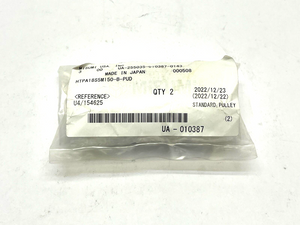 MADE IN JAPAN 000508
HTPA18S5M150-B-PUD
QTY 2
2022/12/23
(2022/12/22)
<REFERENCE>
U4/154625
STANDARD, PULLEY
(2)
UA-010387